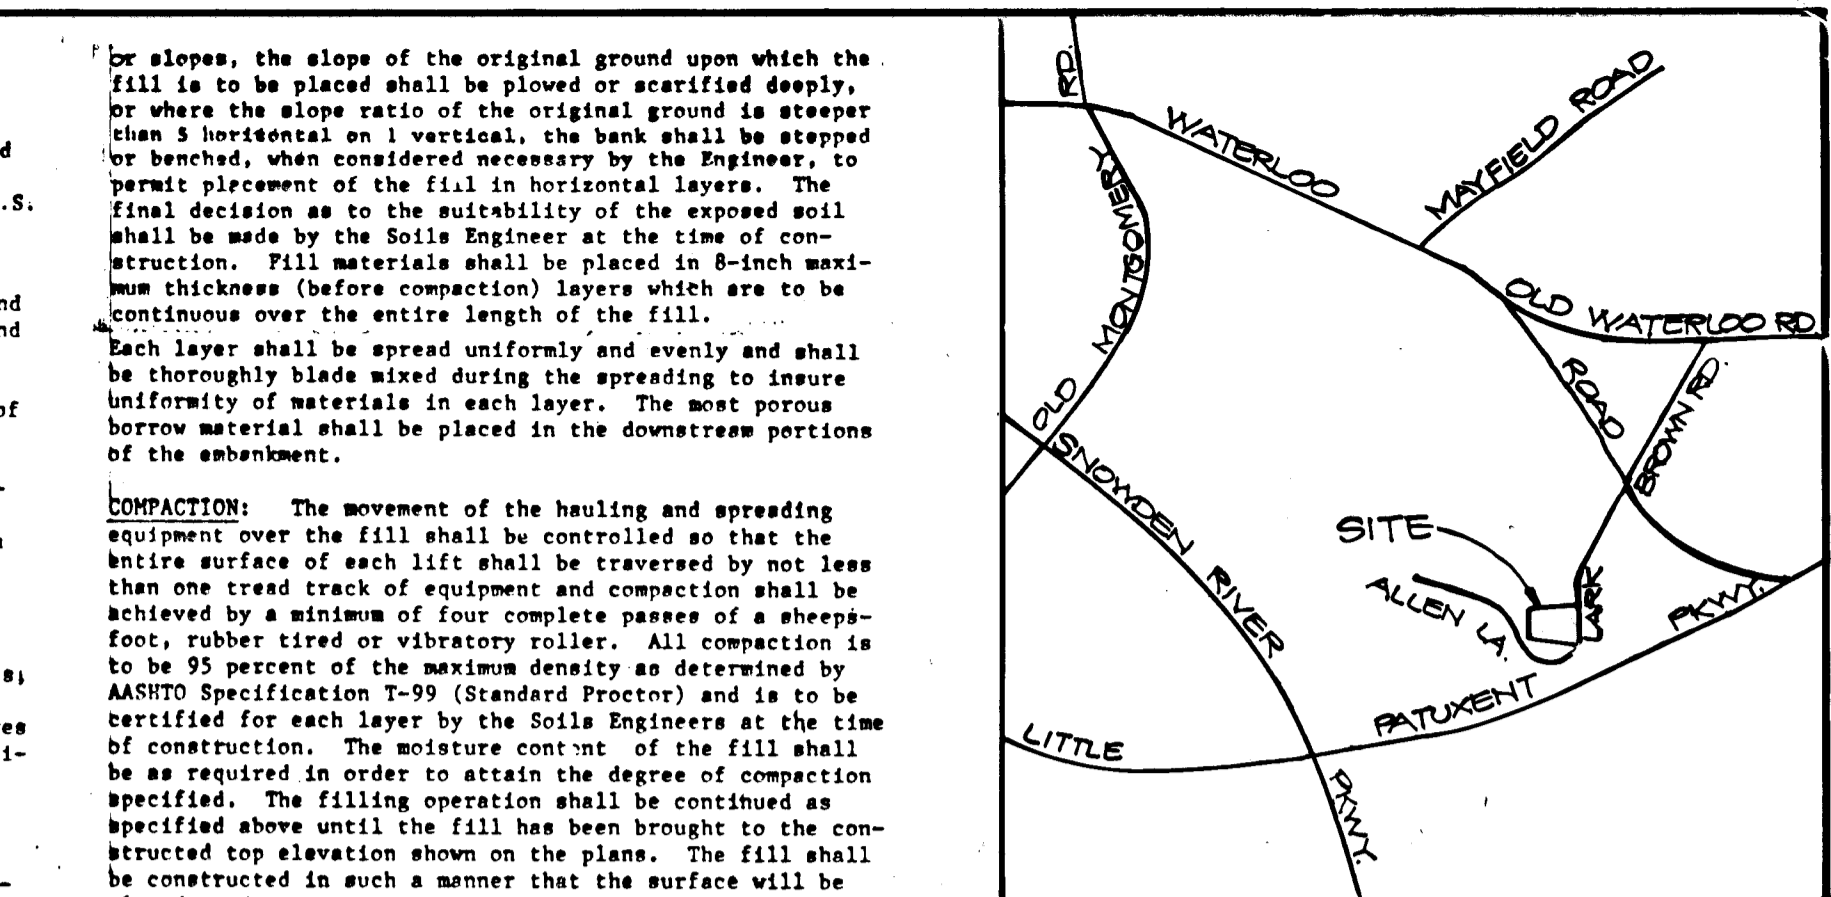 or slopes, the slope of the original ground upon which the
fill is to be placed shall be plowed or scarified deeply,
or where the slope ratio of the original ground is steeper
than 5 horizontal on 1 vertical, the bank shall be stepped
or benched, when considered necessary by the Engineer, to
permit placement of the fill in horizontal layers. The
final decision as to the suitability of the exposed soil
shall be made by the Soils Engineer at the time of con-
struction. Fill materials shall be placed in 8-inch maxi-
mum thickness (before compaction) layers which are to be
continuous over the entire length of the fill.
Each layer shall be spread uniformly and evenly and shall
be thoroughly blade mixed during the spreading to insure
uniformity of materials in each layer. The most porous
borrow material shall be placed in the downstream portions
of the embankment.
COMPACTION: The movement of the hauling and spreading
equipment over the fill shall be controlled so that the
entire surface of each lift shall be traversed by not less
than one tread track of equipment and compaction shall be
achieved by a minimum of four complete passes of a sheeps-
foot, rubber tired or vibratory roller. All compaction is
to be 95 percent of the maximum density as determined by
AASHTO Specification T-99 (Standard Proctor) and is to be
certified for each layer by the Soils Engineers at the time
of construction. The moisture content of the fill shall
be as required in order to attain the degree of compaction
specified. The filling operation shall be continued as
specified above until the fill has been brought to the con-
structed top elevation shown on the plans. The fill shall
be constructed in such a manner that the surface will be
OLD MONTGOMERY RD.
WATERLOO ROAD
MAYFIELD ROAD
OLD WATERLOO RD.
BROWN RD.
SNOWDEN RIVER PKWY.
SITE
ALLEN LA.
LARK
LITTLE PATUXENT PKWY.